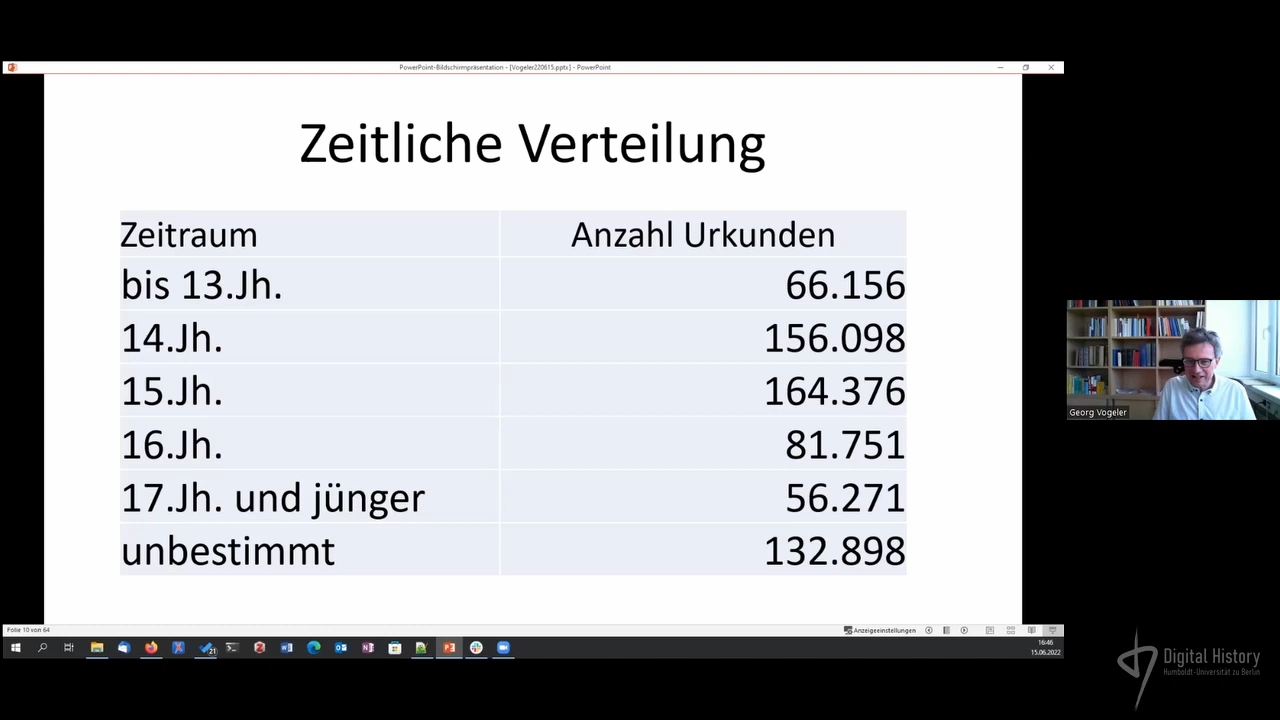 PowerPoint-Bildschirmpräsentation - [Vogeler220615.pptx] - PowerPoint
Zeitliche Verteilung
Zeitraum Anzahl Urkunden
bis 13.Jh. 66.156
14.Jh. 156.098
15.Jh. 164.376
16.Jh. 81.751
17.Jh. und jünger 56.271
unbestimmt 132.898
Georg Vogeler
Folie 10 von 64
Anzeigeeinstellungen
21
16:46
15.06.2022
Digital History
Humboldt-Universität zu Berlin